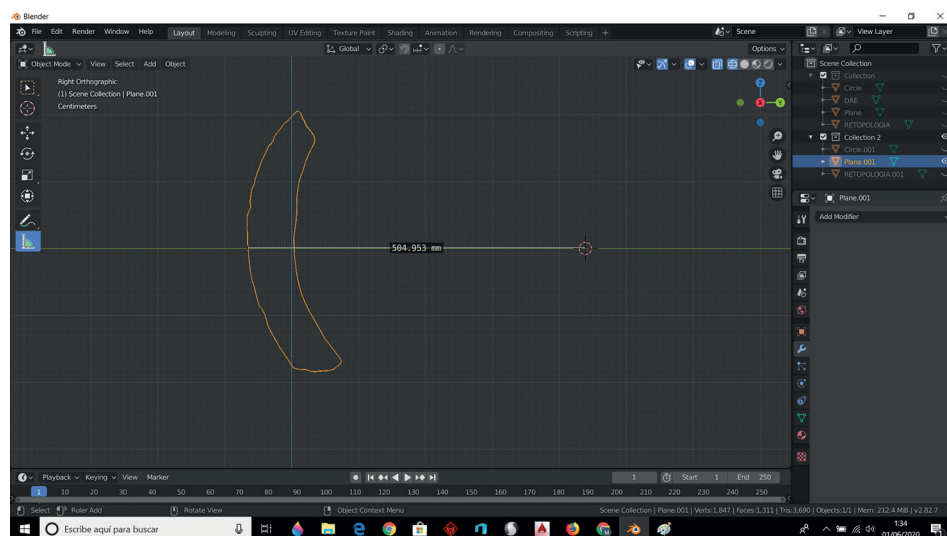 Blender
File Edit Render Window Help Layout Modeling Sculpting UV Editing Texture Paint Shading Animation Rendering Compositing Scripting + Scene View Layer
Global Options
Object Mode View Select Add Object
Right Orthographic
(1) Scene Collection | Plane.001
Centimeters
Z
X
Y
504.953 mm
Scene Collection
Collection
Circle
DAE
Plane
RETOPOLOGIA
Collection 2
Circle.001
Plane.001
RETOPOLOGIA.001
Plane.001
Add Modifier
Playback Keying View Marker 1 Start 1 End 250
1 10 20 30 40 50 60 70 80 90 100 110 120 130 140 150 160 170 180 190 200 210 220 230 240 250
Select Ruler Add Rotate View Object Context Menu Scene Collection | Plane.001 | Verts:1,847 | Faces:1,311 | Tris:3,690 | Objects:1/1 | Mem: 212.4 MiB | v2.82.7
Escribe aquí para buscar
1:34
01/06/2020